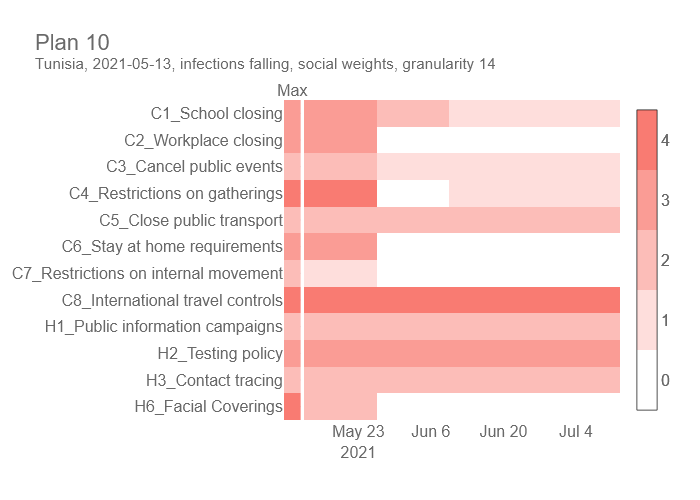 Plan 10
Tunisia, 2021-05-13, infections falling, social weights, granularity 14
Max
C1_School closing
C2_Workplace closing
C3_Cancel public events
C4_Restrictions on gatherings
C5_Close public transport
C6_Stay at home requirements
C7_Restrictions on internal movement
C8_International travel controls
H1_Public information campaigns
H2_Testing policy
H3_Contact tracing
H6_Facial Coverings
May 23 Jun 6 Jun 20 Jul 4
2021
4
3
2
1
0